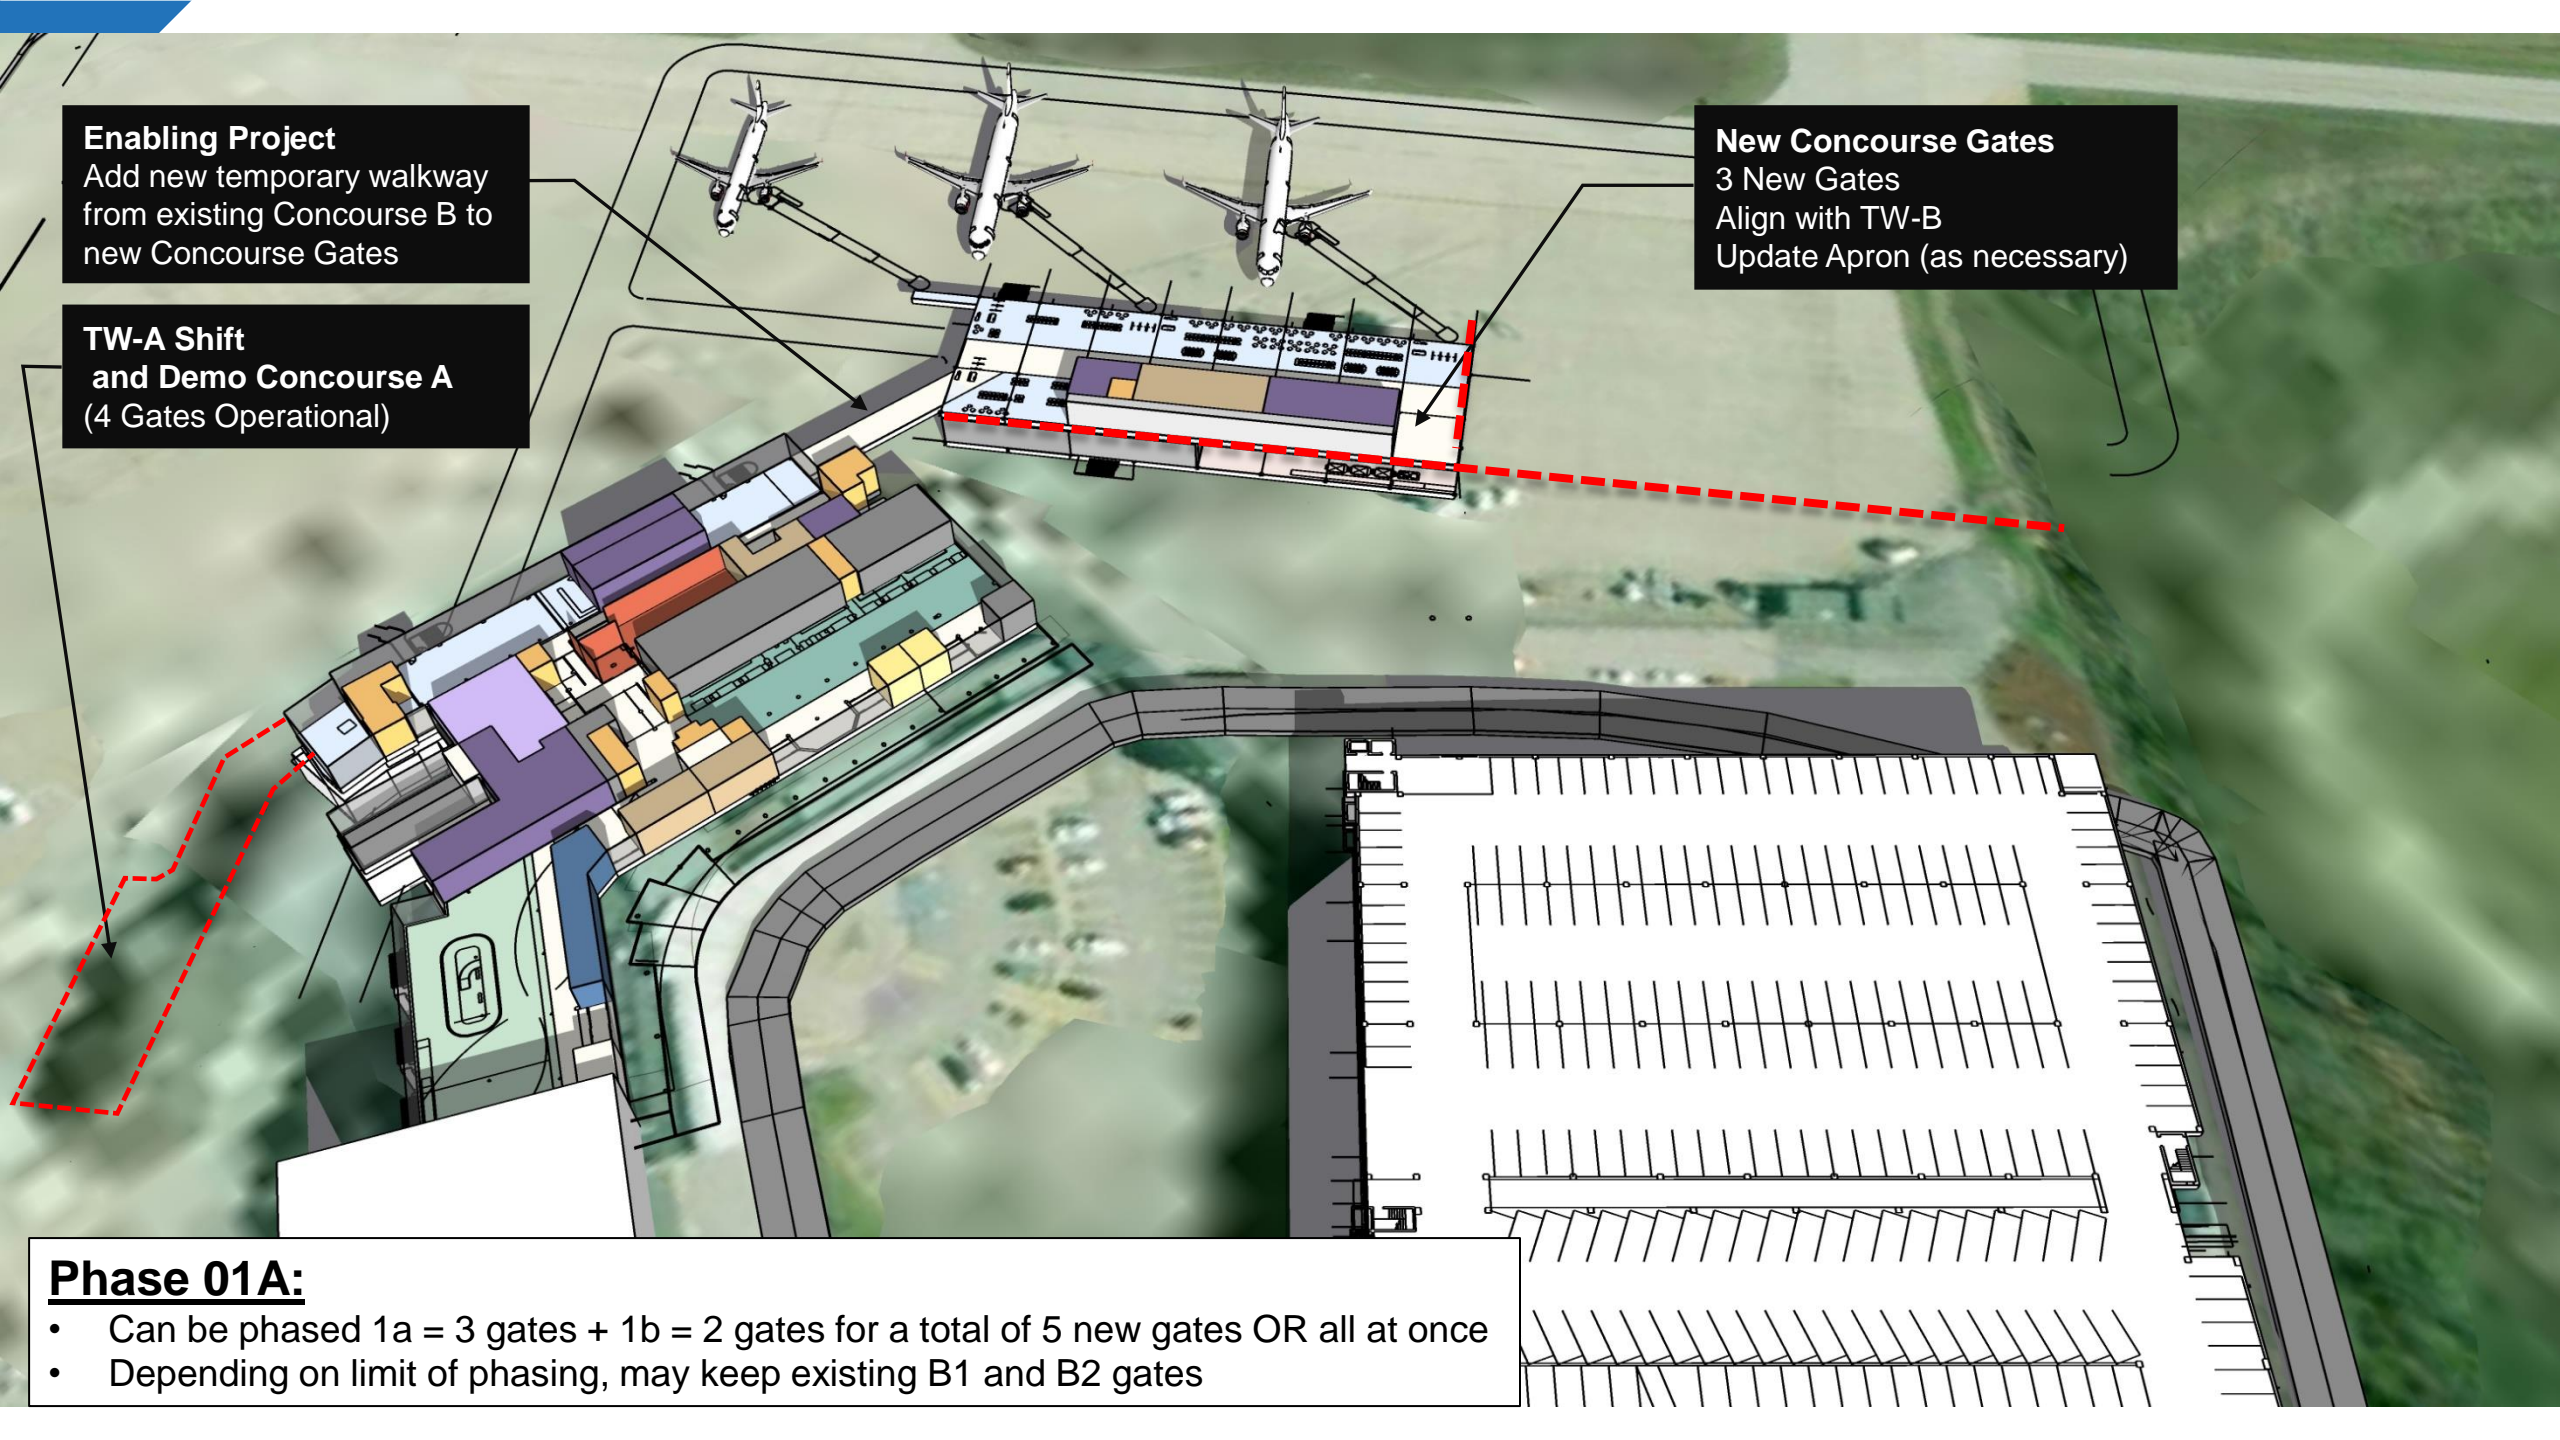 Enabling Project
Add new temporary walkway
from existing Concourse B to
new Concourse Gates
TW-A Shift
and Demo Concourse A
(4 Gates Operational)
New Concourse Gates
3 New Gates
Align with TW-B
Update Apron (as necessary)
Phase 01A:
• Can be phased 1a = 3 gates + 1b = 2 gates for a total of 5 new gates OR all at once
• Depending on limit of phasing, may keep existing B1 and B2 gates